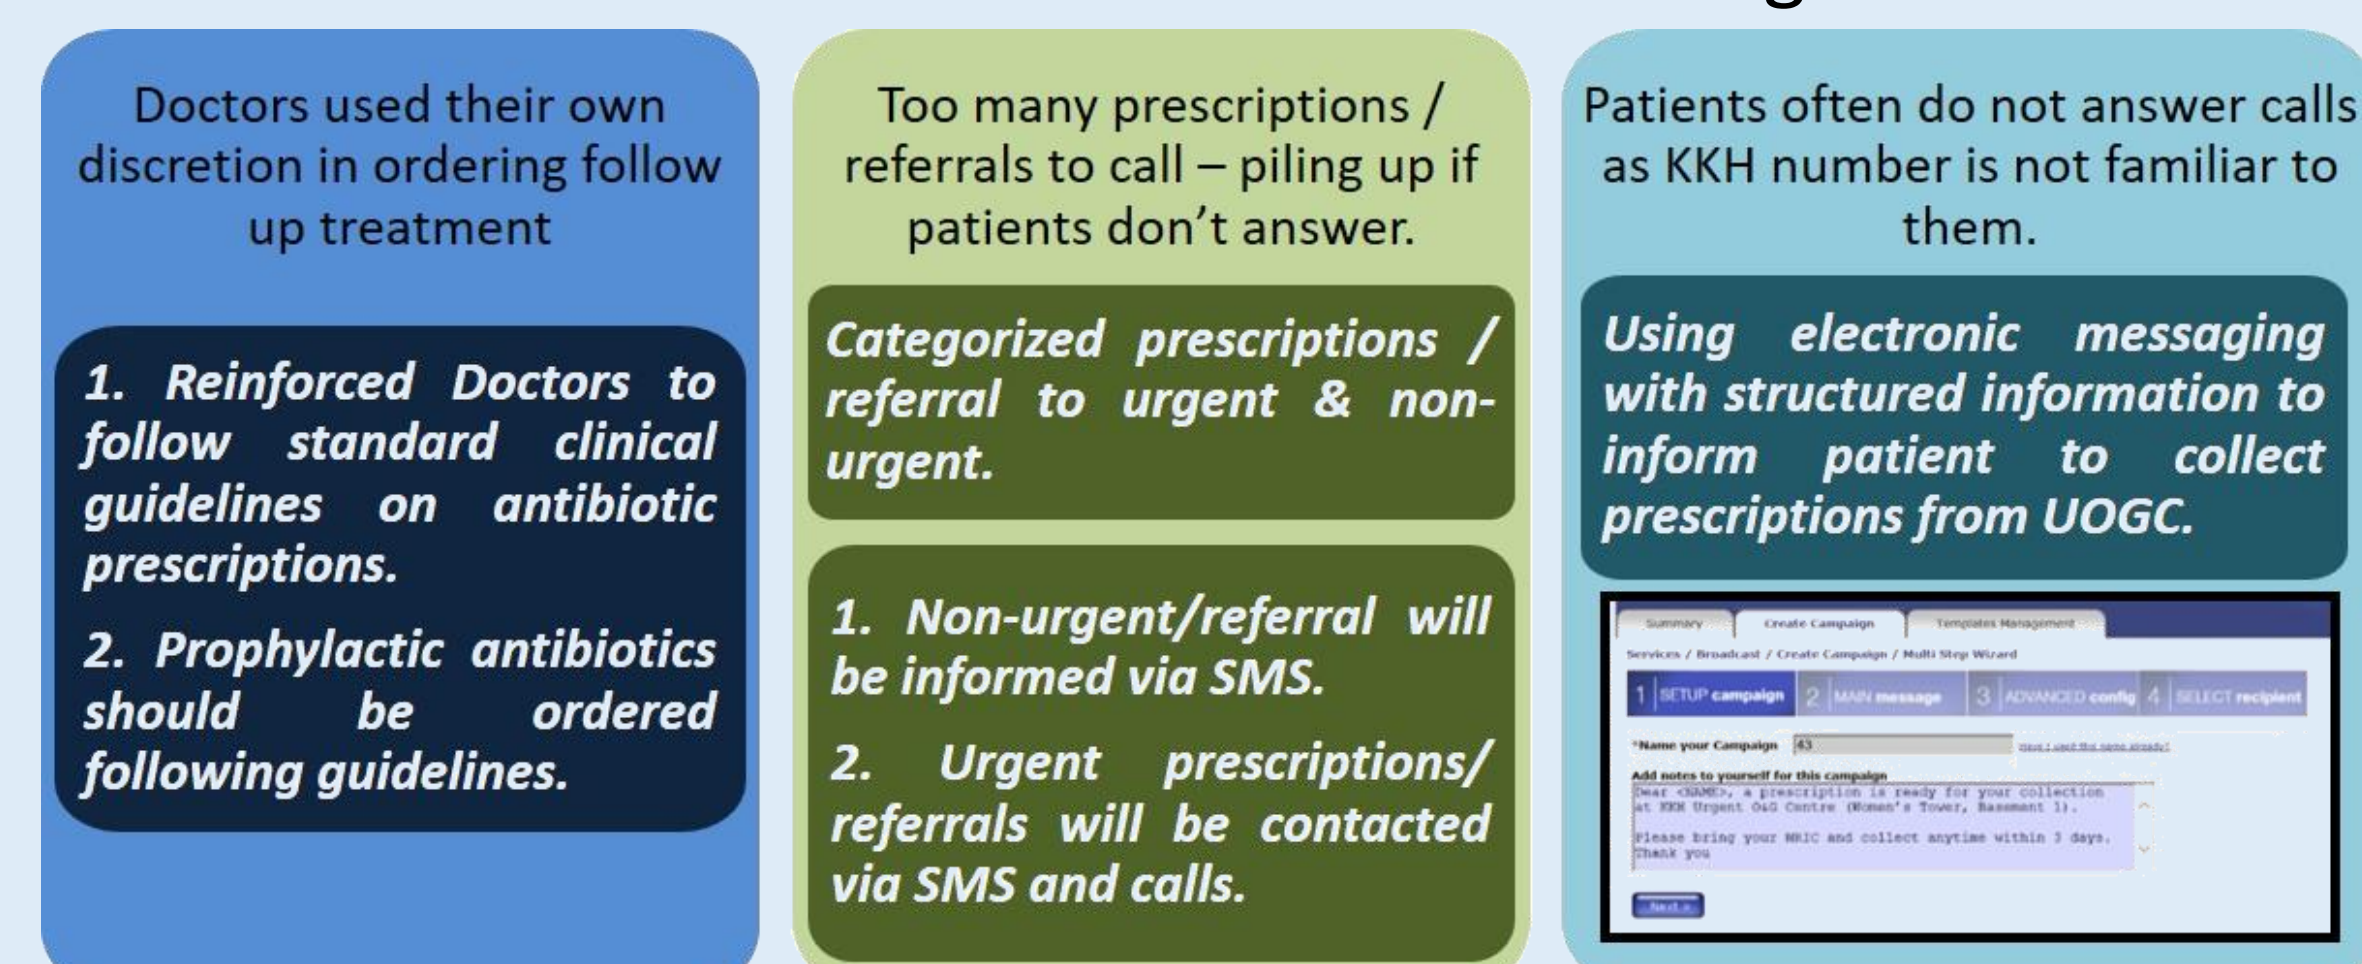 Doctors used their own
discretion in ordering follow
up treatment
1. Reinforced Doctors to
follow standard clinical
guidelines on antibiotic
prescriptions.
2. Prophylactic antibiotics
should be ordered
following guidelines.
Too many prescriptions /
referrals to call – piling up if
patients don’t answer.
Categorized prescriptions /
referral to urgent & non-
urgent.
1. Non-urgent/referral will
be informed via SMS.
2. Urgent prescriptions/
referrals will be contacted
via SMS and calls.
Patients often do not answer calls
as KKH number is not familiar to
them.
Using electronic messaging
with structured information to
inform patient to collect
prescriptions from UOGC.
Summary Create Campaign Templates Management
Services / Broadcast / Create Campaign / Multi Step Wizard
1 SETUP campaign 2 MAIN message 3 ADVANCED config 4 SELECT recipient
*Name your Campaign 43 Have I used this name already?
Add notes to yourself for this campaign
Dear <NAME>, a prescription is ready for your collection
at KKH Urgent O&G Centre (Women's Tower, Basement 1).
Please bring your NRIC and collect anytime within 3 days.
Thank you
Next >